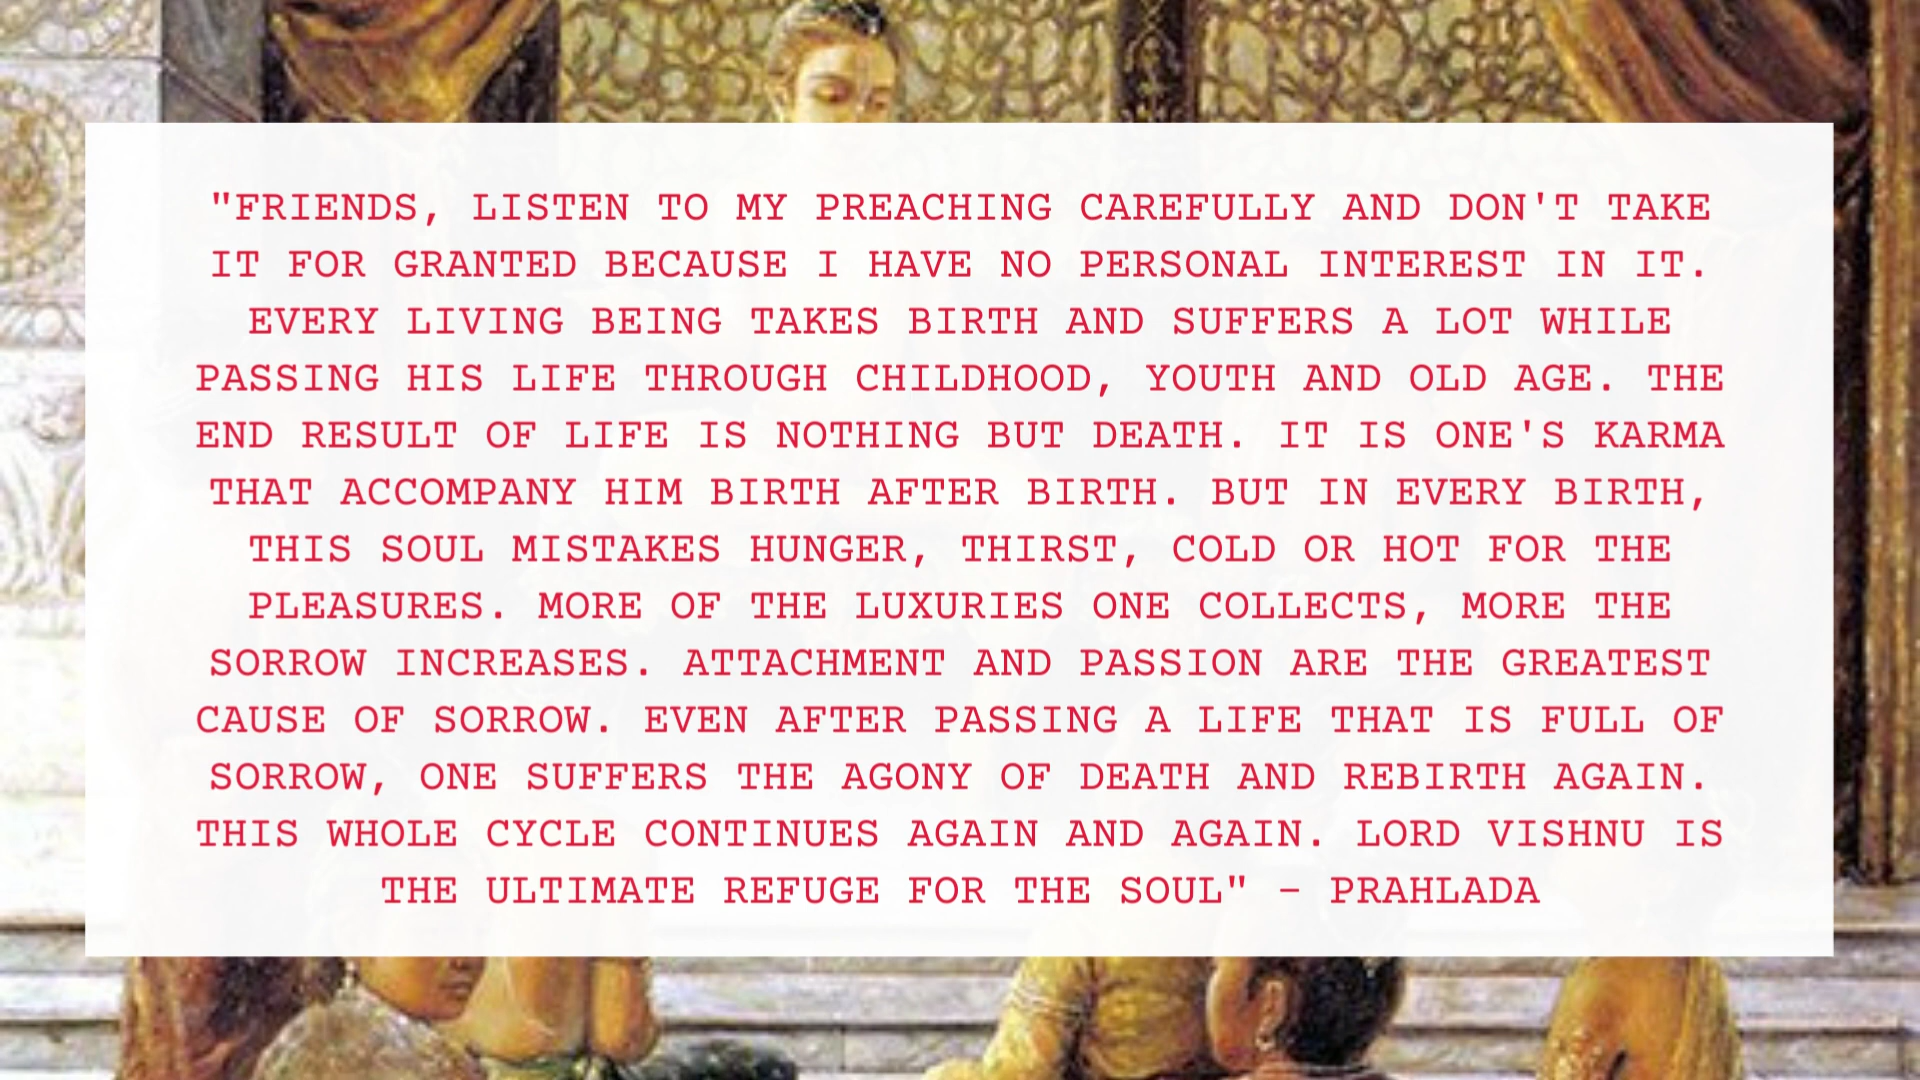 "FRIENDS, LISTEN TO MY PREACHING CAREFULLY AND DON'T TAKE
IT FOR GRANTED BECAUSE I HAVE NO PERSONAL INTEREST IN IT.
EVERY LIVING BEING TAKES BIRTH AND SUFFERS A LOT WHILE
PASSING HIS LIFE THROUGH CHILDHOOD, YOUTH AND OLD AGE. THE
END RESULT OF LIFE IS NOTHING BUT DEATH. IT IS ONE'S KARMA
THAT ACCOMPANY HIM BIRTH AFTER BIRTH. BUT IN EVERY BIRTH,
THIS SOUL MISTAKES HUNGER, THIRST, COLD OR HOT FOR THE
PLEASURES. MORE OF THE LUXURIES ONE COLLECTS, MORE THE
SORROW INCREASES. ATTACHMENT AND PASSION ARE THE GREATEST
CAUSE OF SORROW. EVEN AFTER PASSING A LIFE THAT IS FULL OF
SORROW, ONE SUFFERS THE AGONY OF DEATH AND REBIRTH AGAIN.
THIS WHOLE CYCLE CONTINUES AGAIN AND AGAIN. LORD VISHNU IS
THE ULTIMATE REFUGE FOR THE SOUL" - PRAHLADA